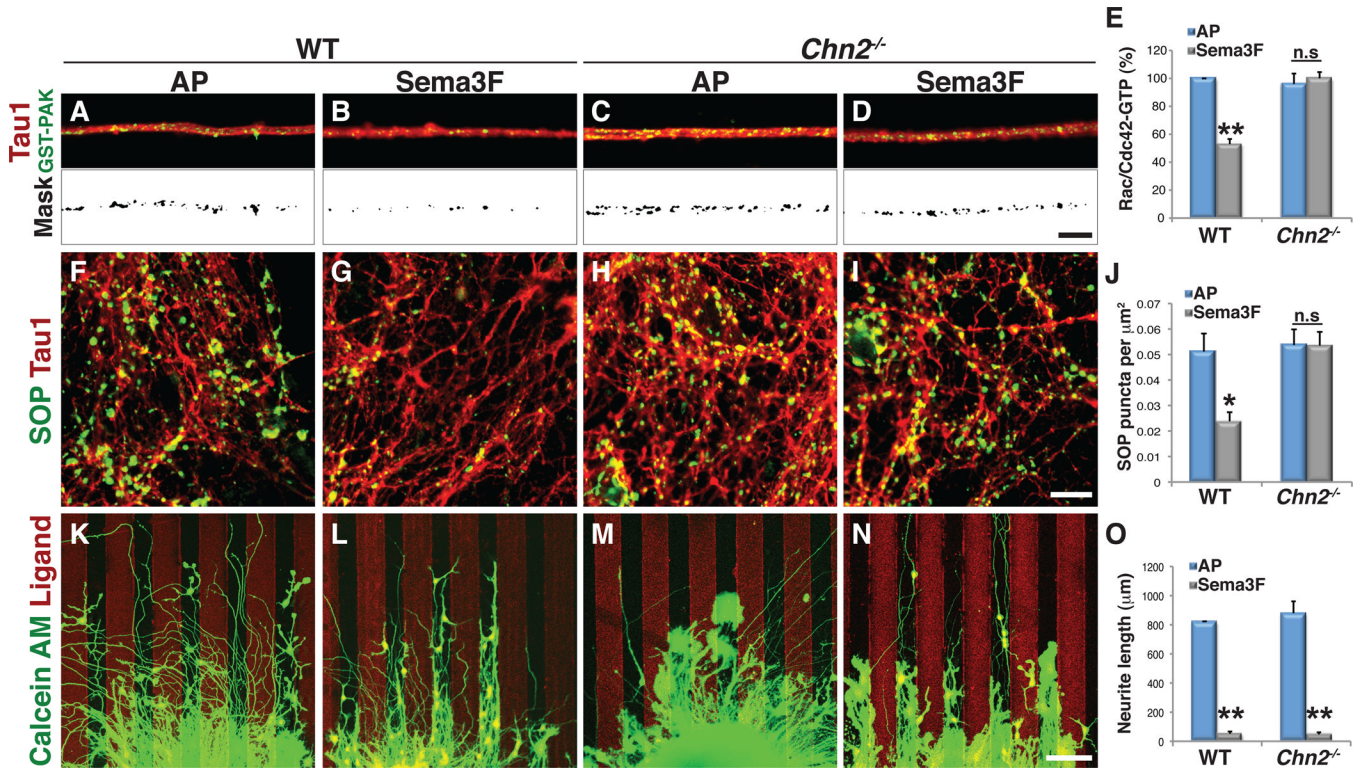 WT
Chn2-/-
AP
Sema3F
AP
Sema3F
Tau1
GST-PAK
Mask
A
B
C
D
E
AP
Sema3F
n.s
**
Rac/Cdc42-GTP (%)
120
100
80
60
40
20
0
WT
Chn2-/-
SOP Tau1
F
G
H
I
J
AP
Sema3F
n.s
*
SOP puncta per μm²
0.07
0.06
0.05
0.04
0.03
0.02
0.01
0
WT
Chn2-/-
Calcein AM Ligand
K
L
M
N
O
AP
Sema3F
**
**
Neurite length (μm)
1200
1000
800
600
400
200
0
WT
Chn2-/-